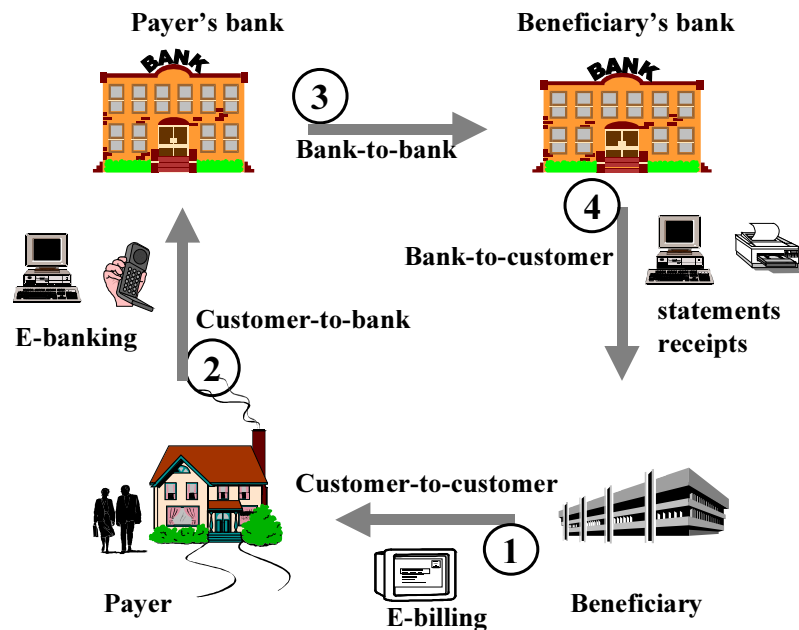 Payer's bank
Beneficiary's bank
BANK
BANK
3
Bank-to-bank
4
Bank-to-customer
statements
receipts
E-banking
Customer-to-bank
2
Customer-to-customer
1
E-billing
Payer
Beneficiary